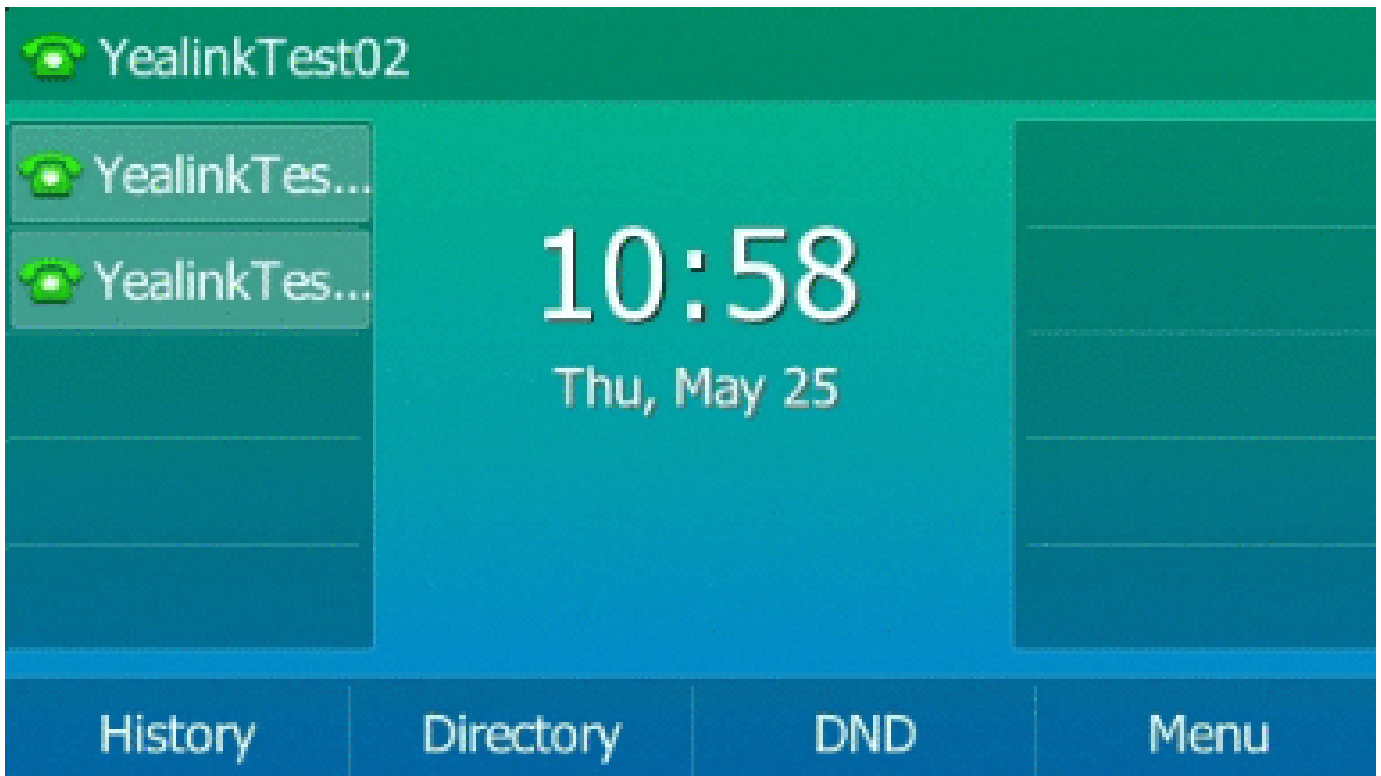 YealinkTest02
YealinkTes...
YealinkTes...
10:58
Thu, May 25
History
Directory
DND
Menu